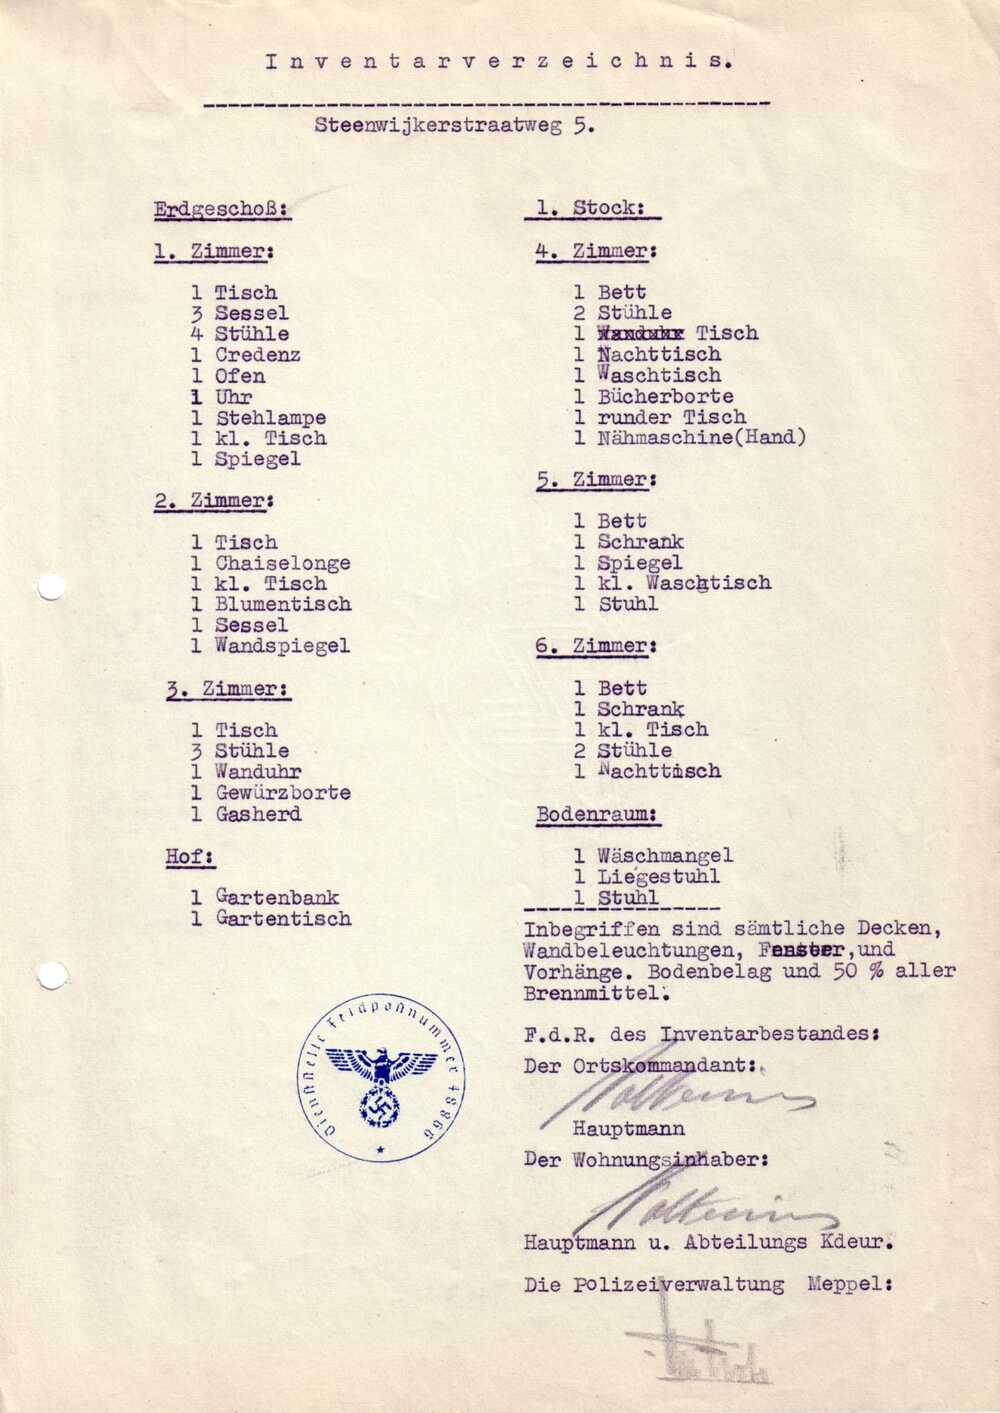 Inventarverzeichnis.
Steenwijkerstraatweg 5.
Erdgeschoß:
1. Zimmer:
1 Tisch
3 Sessel
4 Stühle
1 Credenz
1 Ofen
1 Uhr
1 Stehlampe
1 kl. Tisch
1 Spiegel
2. Zimmer:
1 Tisch
1 Chaiselonge
1 kl. Tisch
1 Blumentisch
1 Sessel
1 Wandspiegel
3. Zimmer:
1 Tisch
3 Stühle
1 Wanduhr
1 Gewürzborte
1 Gasherd
Hof:
1 Gartenbank
1 Gartentisch
1. Stock:
4. Zimmer:
1 Bett
2 Stühle
1 Wanduhr Tisch
1 Nachttisch
1 Waschtisch
1 Bücherborte
1 runder Tisch
1 Nähmaschine(Hand)
5. Zimmer:
1 Bett
1 Schrank
1 Spiegel
1 kl. Waschtisch
1 Stuhl
6. Zimmer:
1 Bett
1 Schrank
1 kl. Tisch
2 Stühle
1 Nachttisch
Bodenraum:
1 Wäschmangel
1 Liegestuhl
1 Stuhl
Inbegriffen sind sämtliche Decken,
Wandbeleuchtungen, Fenster,und
Vorhänge. Bodenbelag und 50 % aller
Brennmittel.
F.d.R. des Inventarbestandes:
Der Ortskommandant:
Hauptmann
Der Wohnungsinhaber:
Hauptmann u. Abteilungs Kdeur.
Die Polizeiverwaltung Meppel:
Dienststelle Feldpostnummer 48866